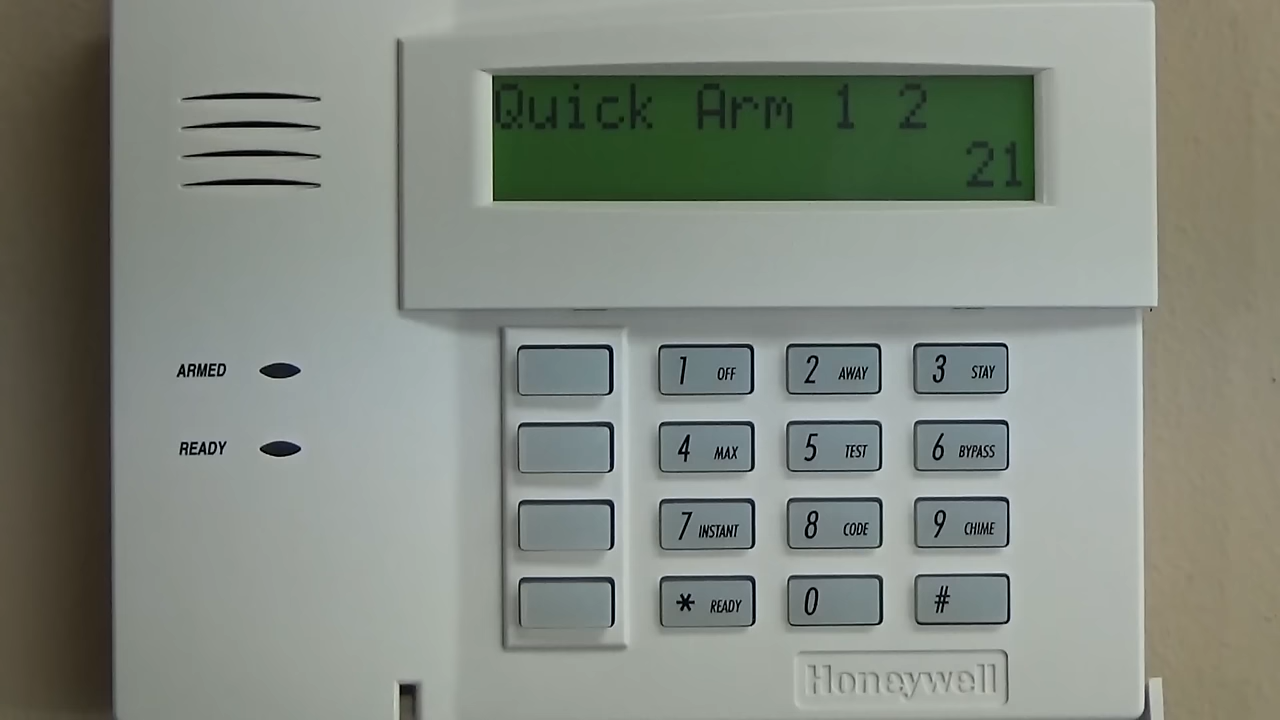 Quick Arm 1 2
21
ARMED
READY
1 OFF
2 AWAY
3 STAY
4 MAX
5 TEST
6 BYPASS
7 INSTANT
8 CODE
9 CHIME
* READY
0
#
Honeywell